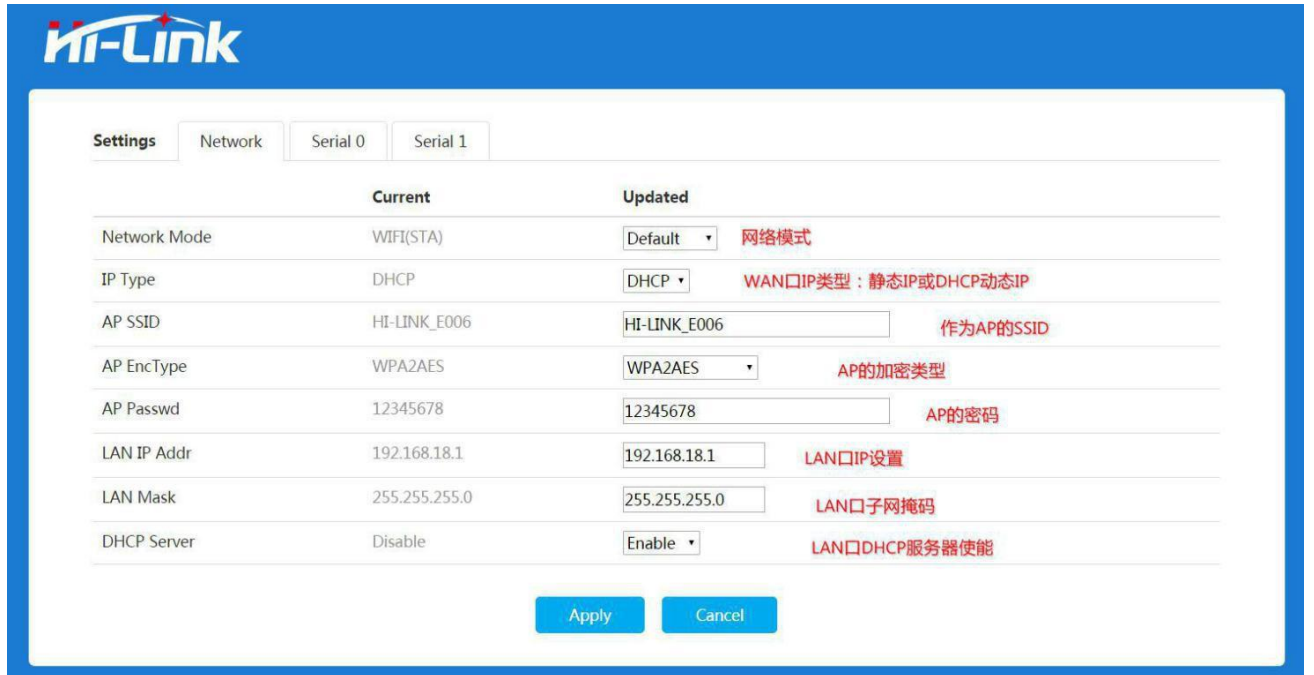 Hi-Link
Settings Network Serial 0 Serial 1
Current Updated
Network Mode WIFI(STA) Default 网络模式
IP Type DHCP DHCP WAN口IP类型：静态IP或DHCP动态IP
AP SSID HI-LINK_E006 HI-LINK_E006 作为AP的SSID
AP EncType WPA2AES WPA2AES AP的加密类型
AP Passwd 12345678 12345678 AP的密码
LAN IP Addr 192.168.18.1 192.168.18.1 LAN口IP设置
LAN Mask 255.255.255.0 255.255.255.0 LAN口子网掩码
DHCP Server Disable Enable LAN口DHCP服务器使能
Apply Cancel